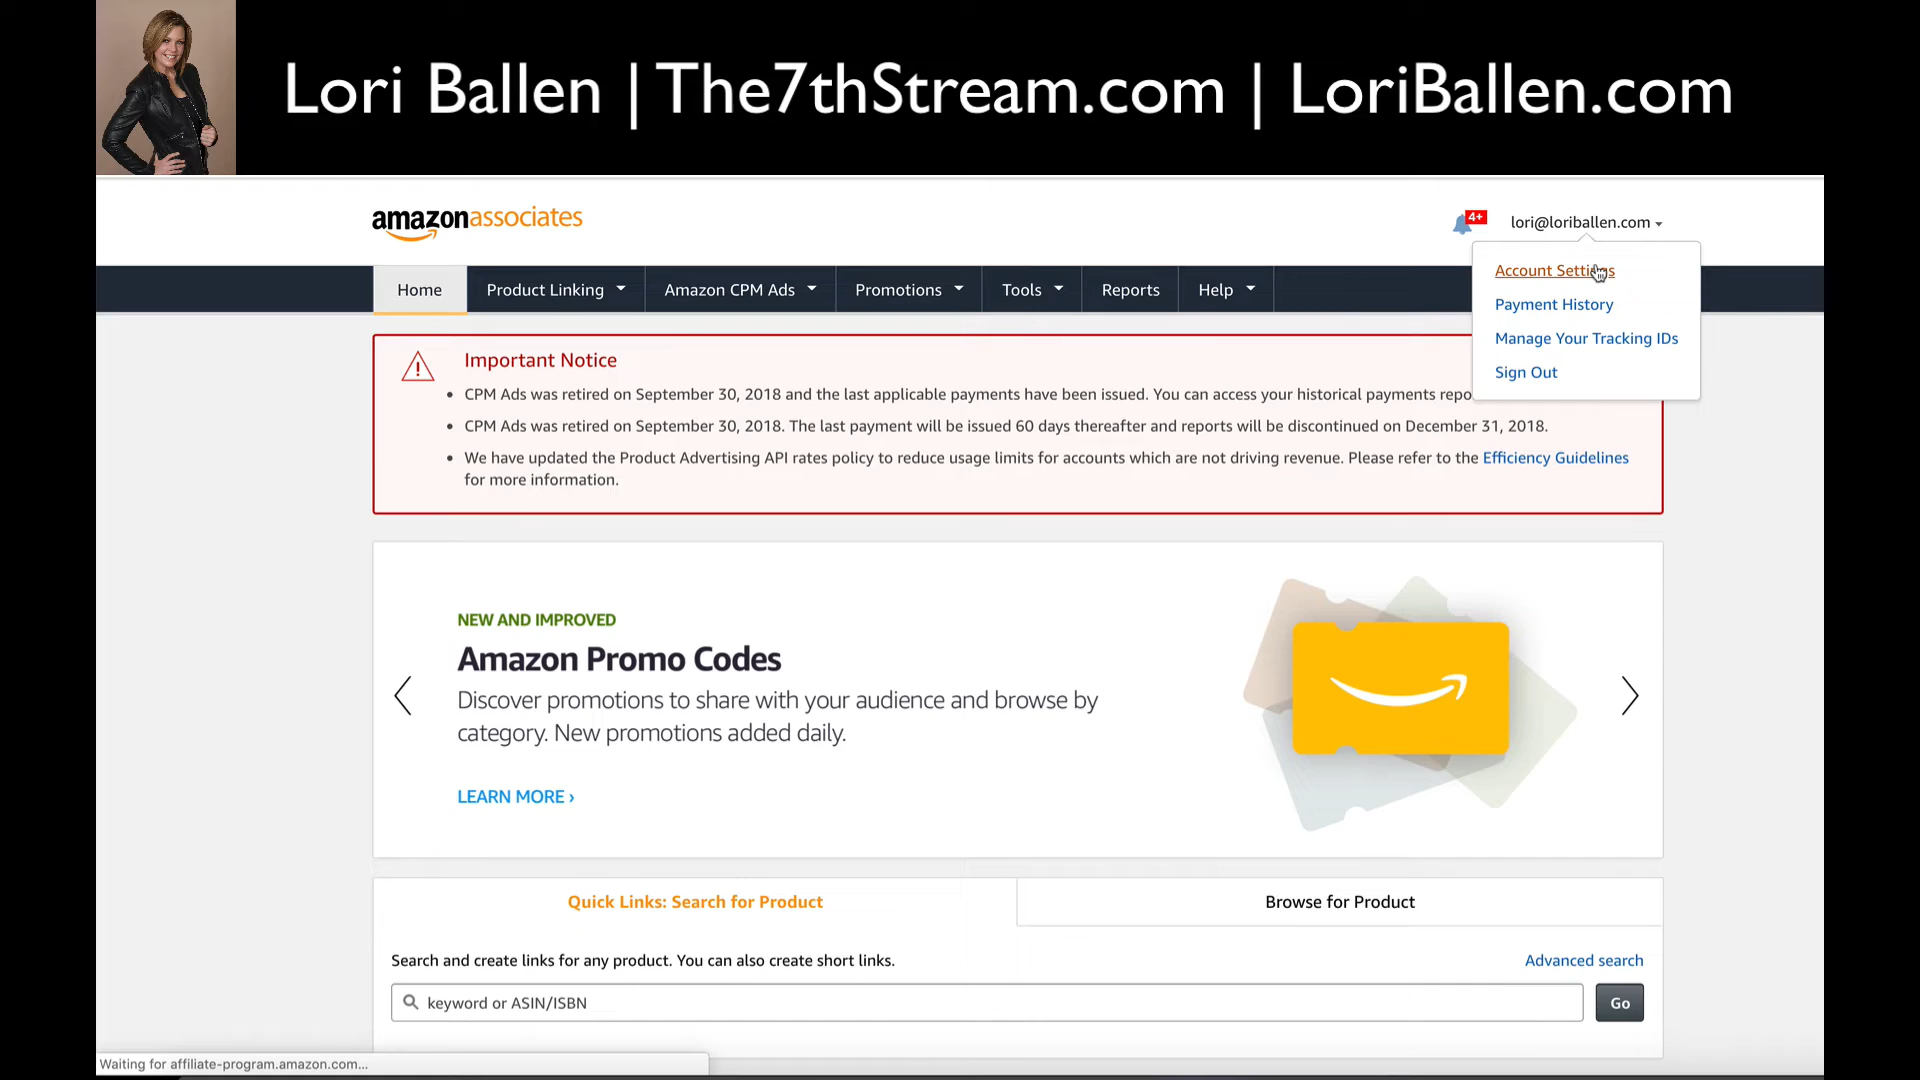 Lori Ballen | The7thStream.com | LoriBallen.com
amazonassociates
4+
lori@loriballen.com
Account Settings
Payment History
Manage Your Tracking IDs
Sign Out
Home
Product Linking
Amazon CPM Ads
Promotions
Tools
Reports
Help
Important Notice
• CPM Ads was retired on September 30, 2018 and the last applicable payments have been issued. You can access your historical payments repo
• CPM Ads was retired on September 30, 2018. The last payment will be issued 60 days thereafter and reports will be discontinued on December 31, 2018.
• We have updated the Product Advertising API rates policy to reduce usage limits for accounts which are not driving revenue. Please refer to the Efficiency Guidelines
for more information.
NEW AND IMPROVED
Amazon Promo Codes
Discover promotions to share with your audience and browse by
category. New promotions added daily.
LEARN MORE ›
Quick Links: Search for Product
Browse for Product
Search and create links for any product. You can also create short links.
Advanced search
keyword or ASIN/ISBN
Go
Waiting for affiliate-program.amazon.com...